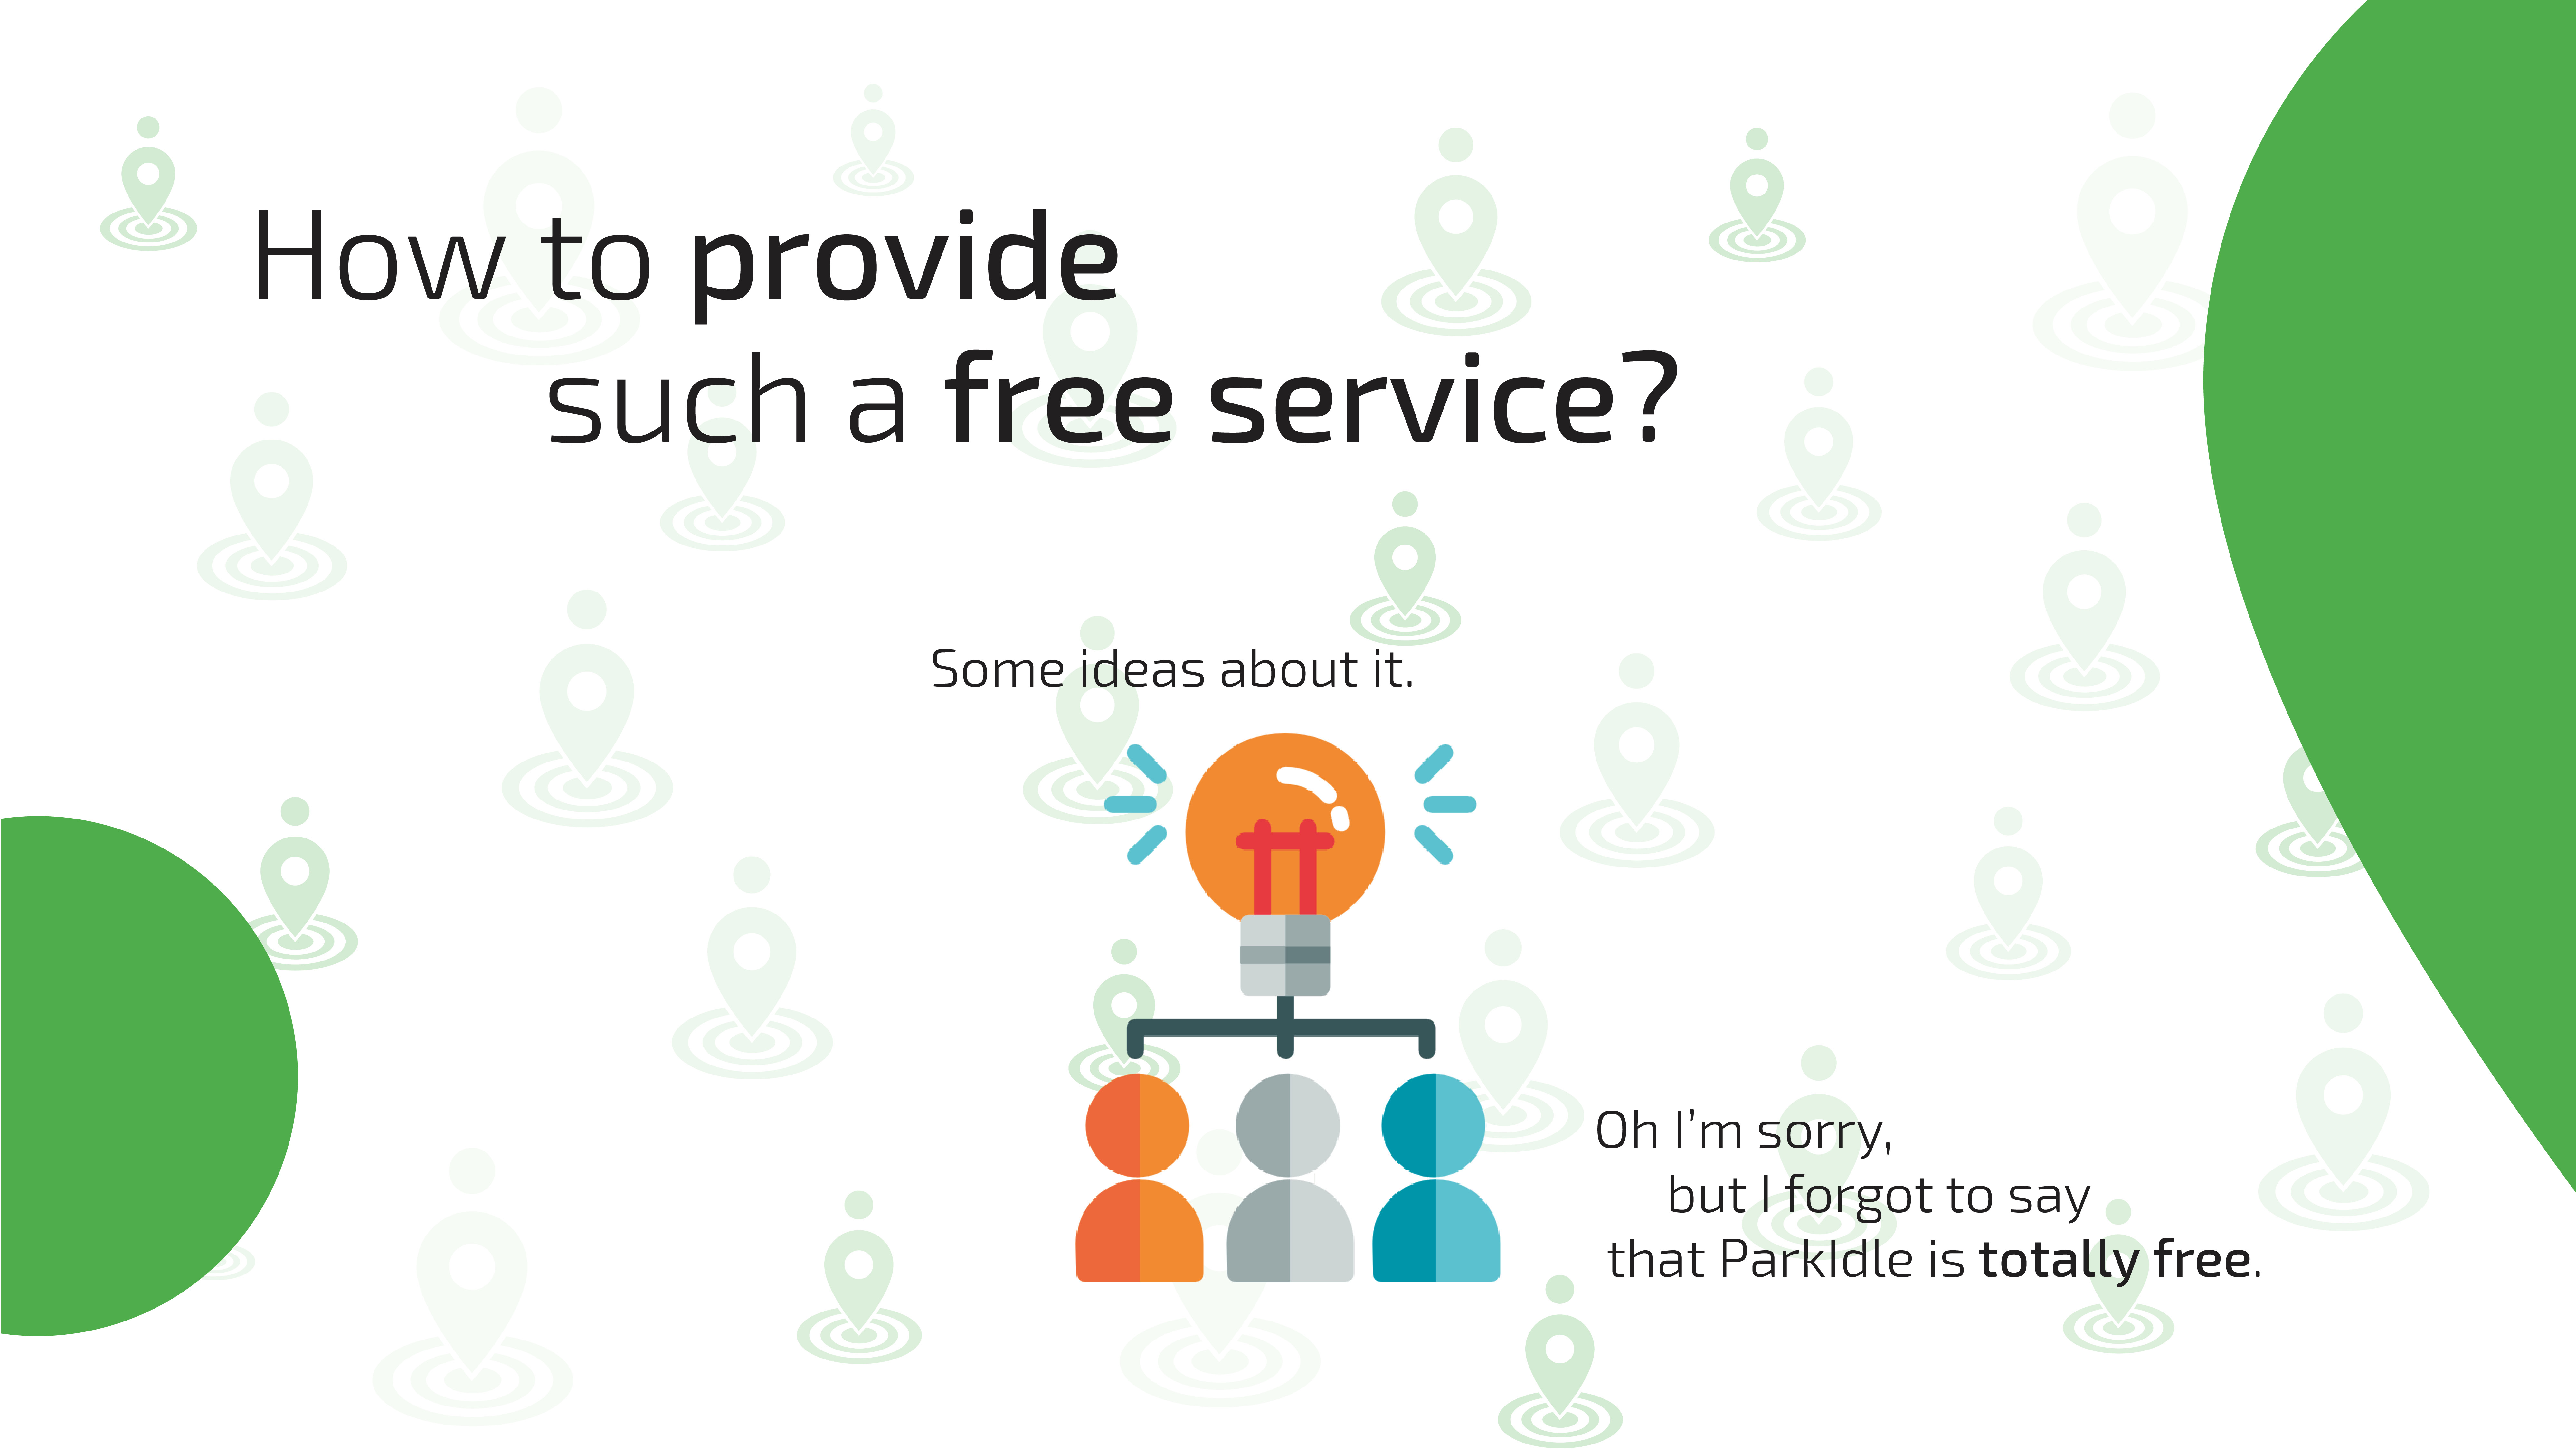 How to provide
such a free service?
Some ideas about it.
Oh I'm sorry,
but I forgot to say
that ParkIdle is totally free.